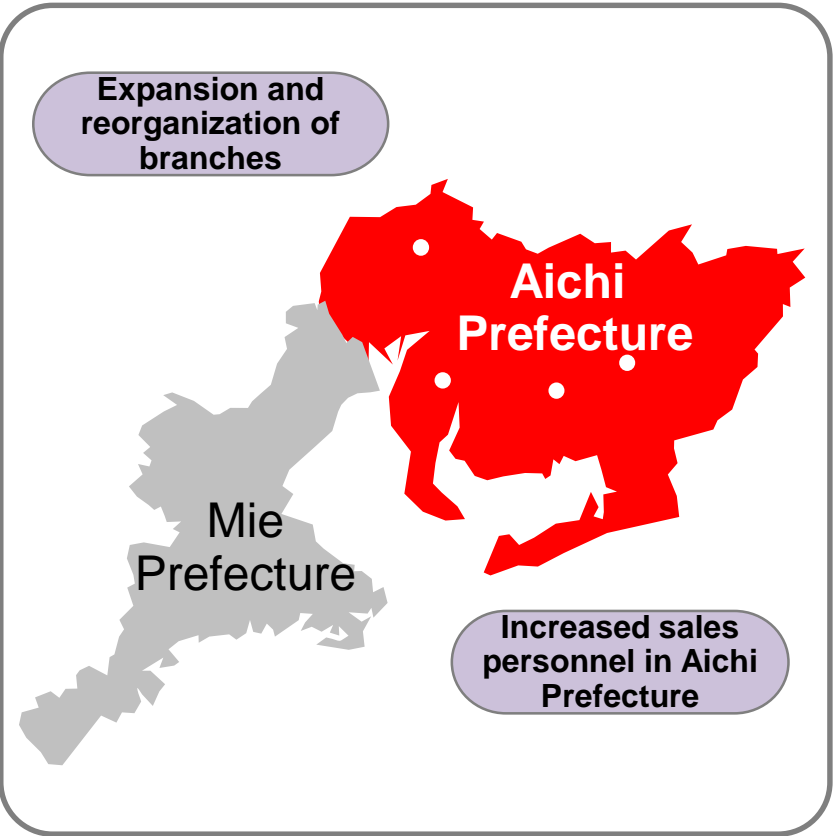 Expansion and
reorganization of
branches
Aichi
Prefecture
Mie
Prefecture
Increased sales
personnel in Aichi
Prefecture